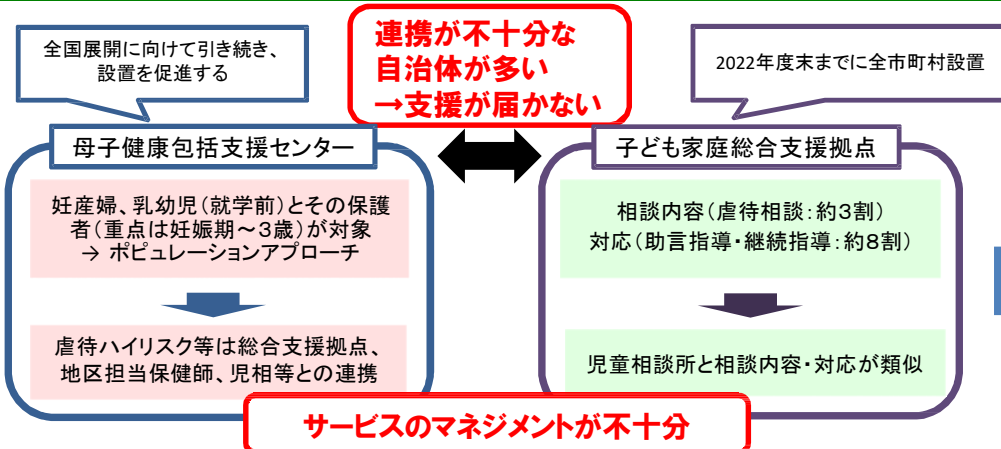 全国展開に向けて引き続き、
設置を促進する
連携が不十分な
自治体が多い
→支援が届かない
2022年度末までに全市町村設置
母子健康包括支援センター
妊産婦、乳幼児(就学前)とその保護
者(重点は妊娠期～3歳)が対象
→ ポピュレーションアプローチ
虐待ハイリスク等は総合支援拠点、
地区担当保健師、児相等との連携
子ども家庭総合支援拠点
相談内容(虐待相談:約3割)
対応(助言指導・継続指導:約8割)
児童相談所と相談内容・対応が類似
サービスのマネジメントが不十分